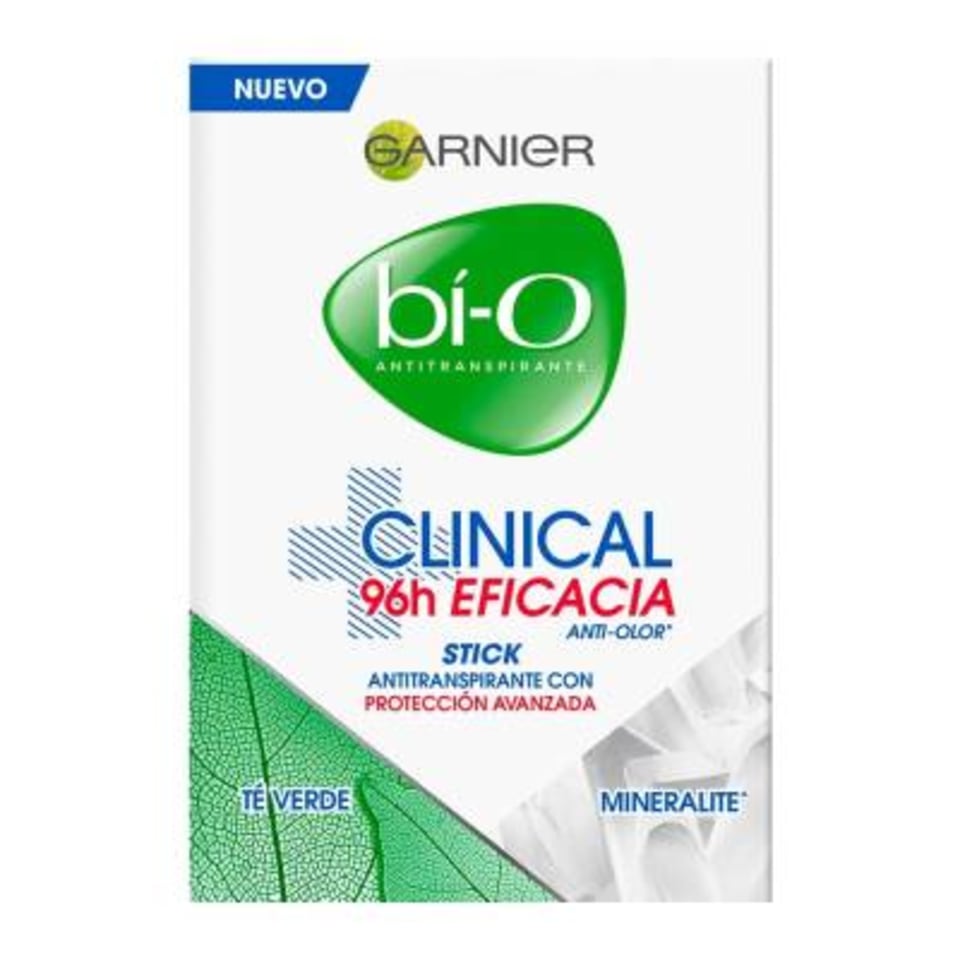 NUEVO
GARNIER
bí-O
ANTITRANSPIRANTE
CLINICAL
96h EFICACIA
ANTI-OLOR*
STICK
ANTITRANSPIRANTE CON
PROTECCIÓN AVANZADA
TÉ VERDE
MINERALITE*